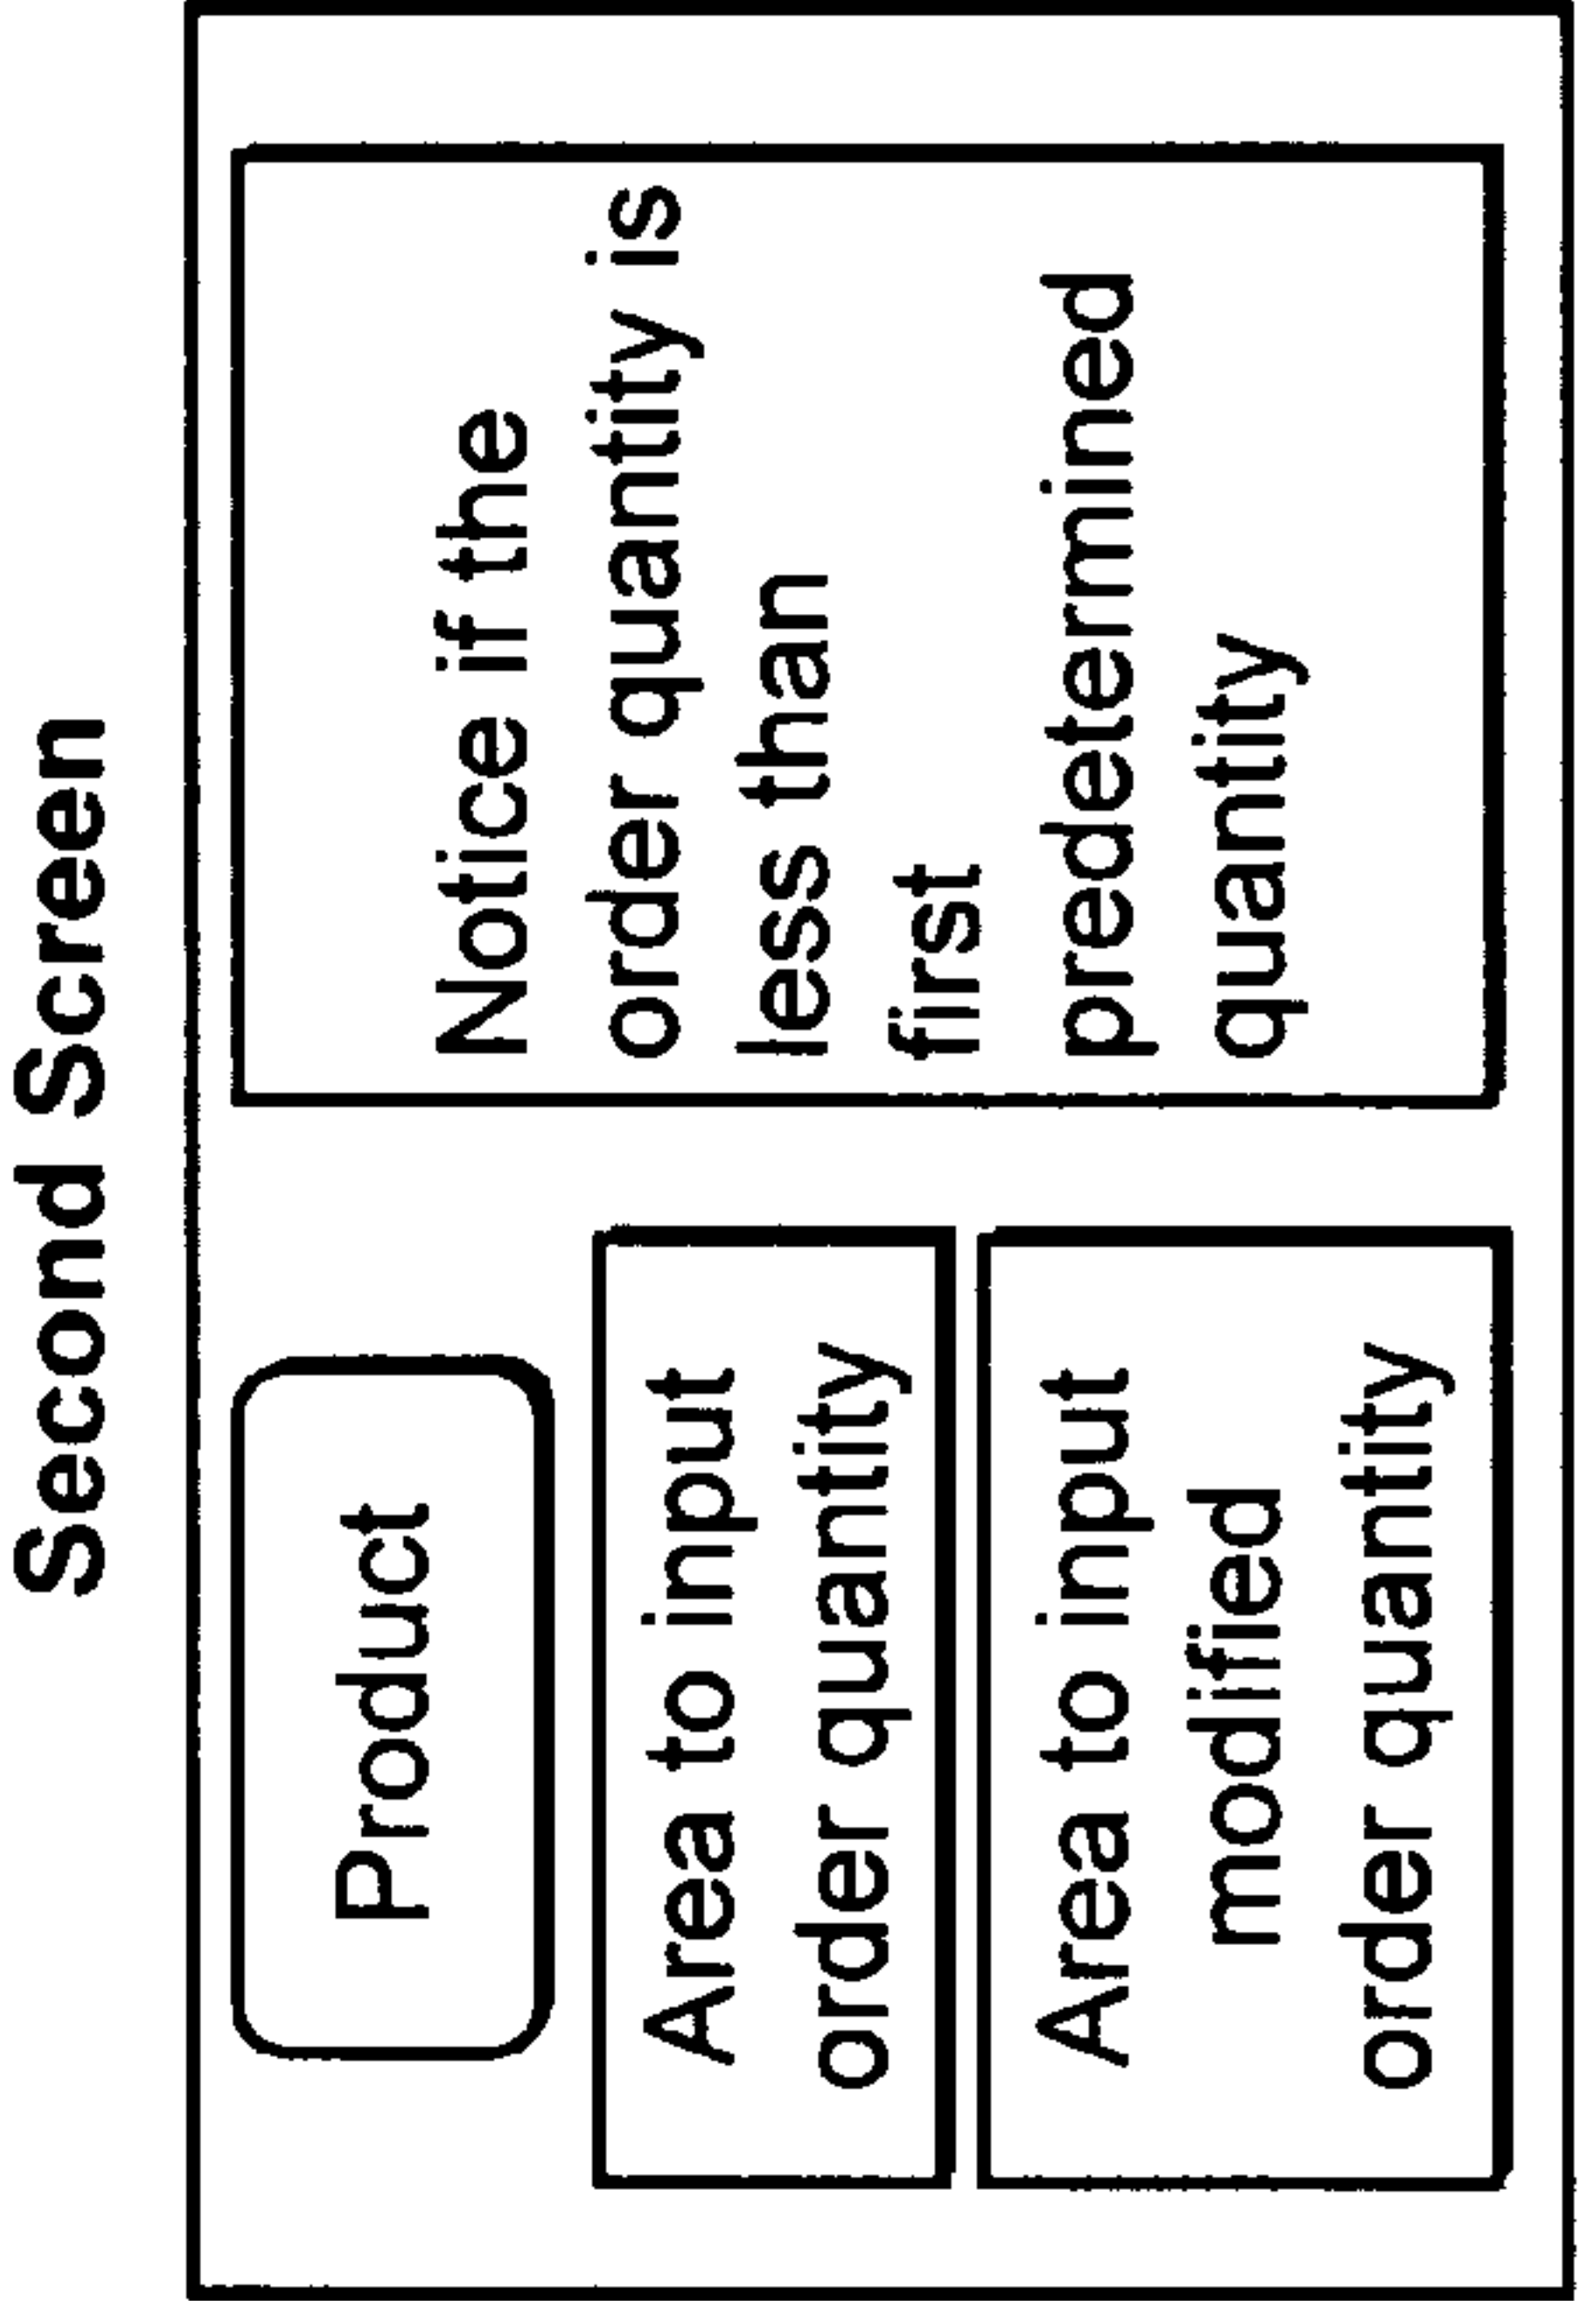 Second Screen
Product
Area to input
order quantity
Area to input
modified
order quantity
Notice if the
order quantity is
less than
first
predetermined
quantity